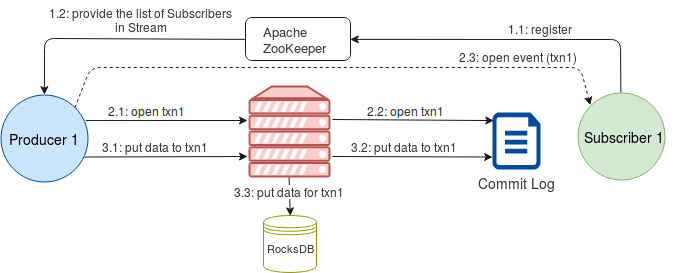 1.2: provide the list of Subscribers
in Stream
Apache
ZooKeeper
1.1: register
2.3: open event (txn1)
Producer 1
2.1: open txn1
2.2: open txn1
3.1: put data to txn1
3.2: put data to txn1
Subscriber 1
Commit Log
3.3: put data for txn1
RocksDB